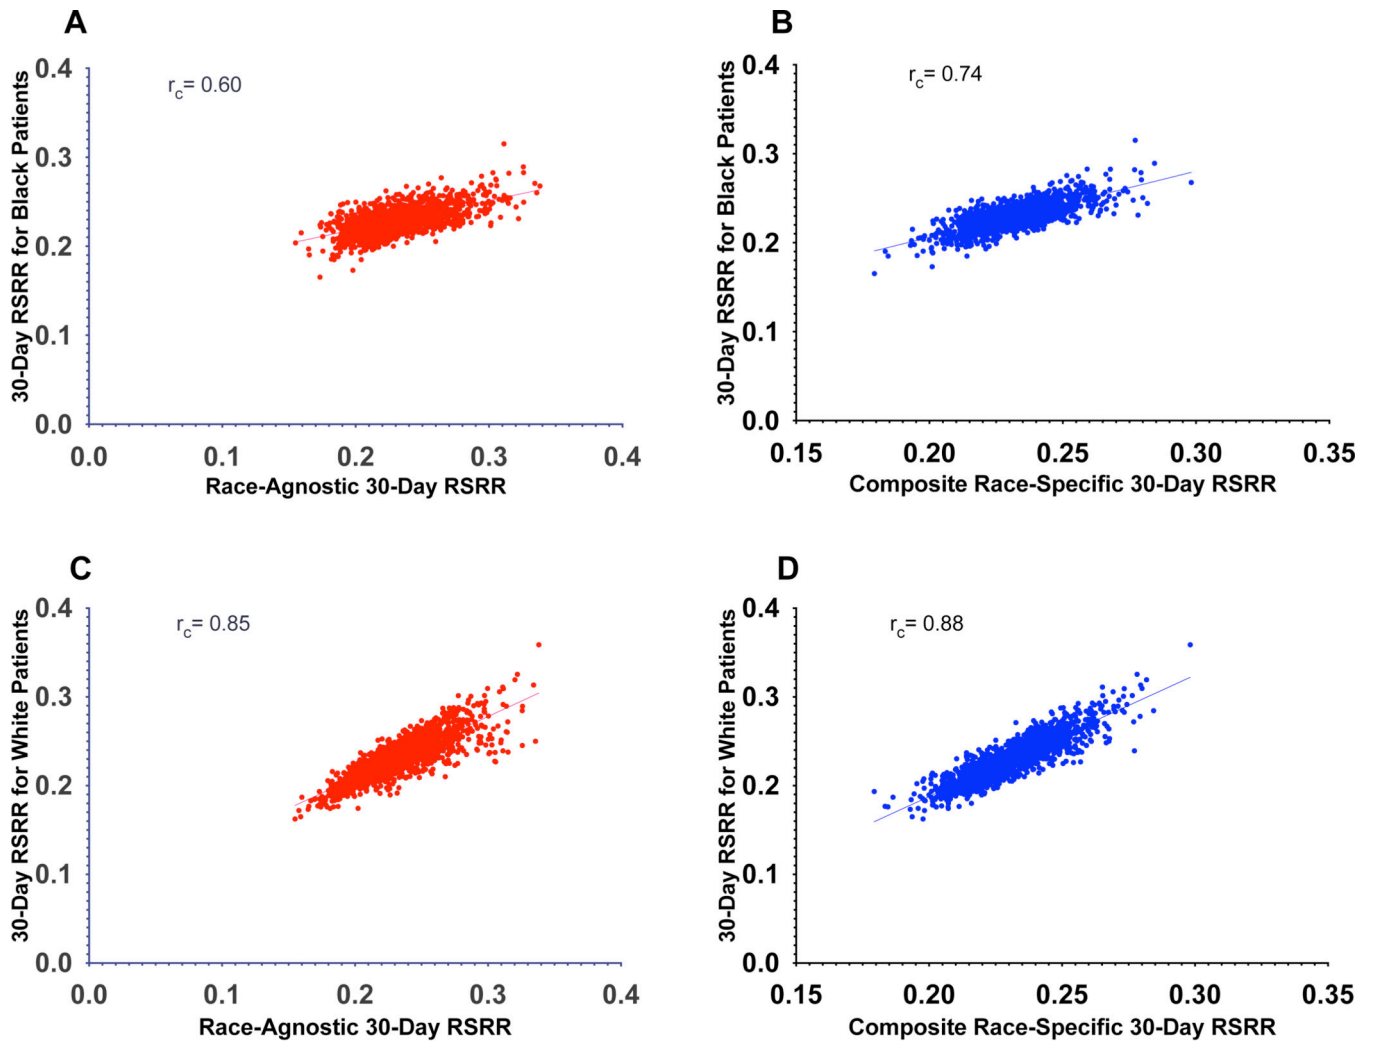 A
30-Day RSRR for Black Patients
0.4
0.3
0.2
0.1
0.0
rc= 0.60
0.0 0.1 0.2 0.3 0.4
Race-Agnostic 30-Day RSRR
B
30-Day RSRR for Black Patients
0.4
0.3
0.2
0.1
0.0
rc= 0.74
0.15 0.20 0.25 0.30 0.35
Composite Race-Specific 30-Day RSRR
C
30-Day RSRR for White Patients
0.4
0.3
0.2
0.1
0.0
rc= 0.85
0.0 0.1 0.2 0.3 0.4
Race-Agnostic 30-Day RSRR
D
30-Day RSRR for White Patients
0.4
0.3
0.2
0.1
0.0
rc= 0.88
0.15 0.20 0.25 0.30 0.35
Composite Race-Specific 30-Day RSRR